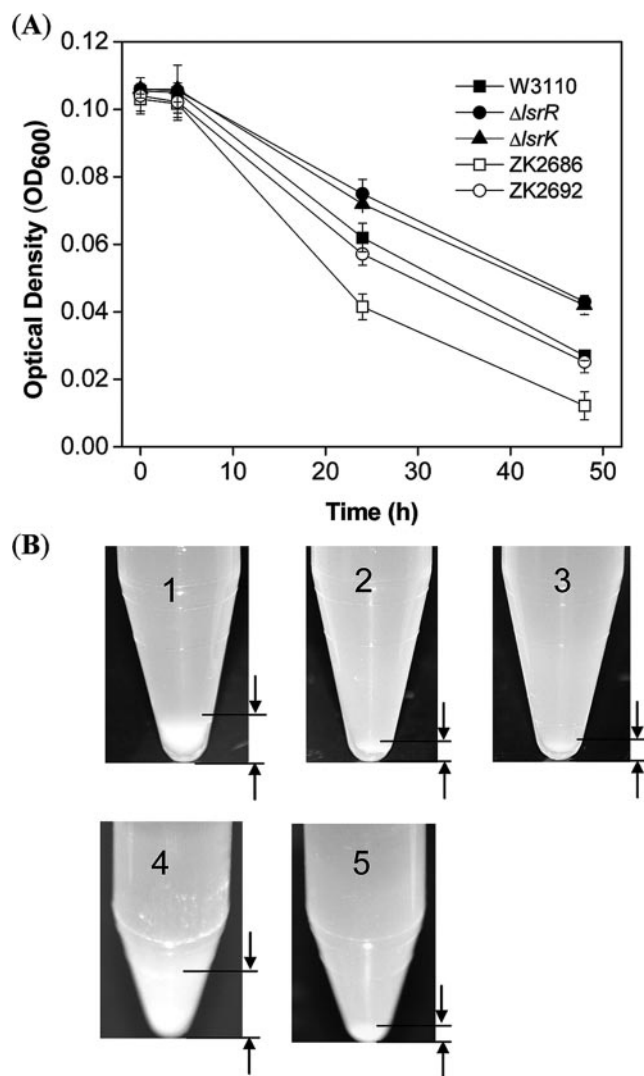 (A)
0.12
0.10
0.08
0.06
0.04
0.02
0.00
Optical Density (OD600)
W3110
ΔlsrR
ΔlsrK
ZK2686
ZK2692
0 10 20 30 40 50
Time (h)
(B)
1
2
3
4
5